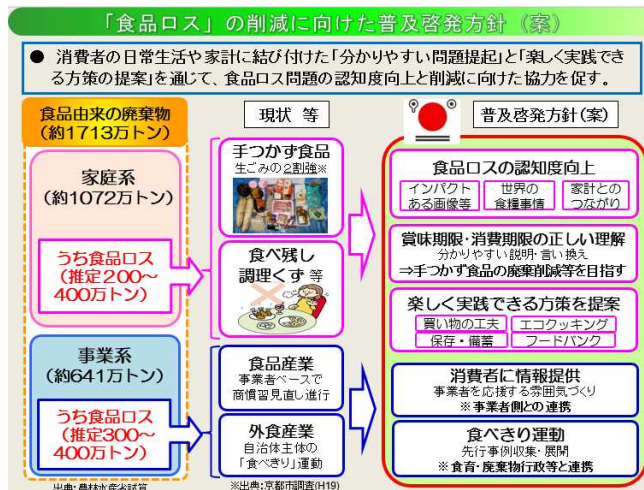 「食品ロス」の削減に向けた普及啓発方針（案）
● 消費者の日常生活や家計に結び付けた「分かりやすい問題提起」と「楽しく実践でき
る方策の提案」を通じて、食品ロス問題の認知度向上と削減に向けた協力を促す。
食品由来の廃棄物
(約1713万トン)
家庭系
(約1072万トン)
うち食品ロス
(推定200～
400万トン)
事業系
(約641万トン)
うち食品ロス
(推定300～
400万トン)
出典:農林水産省試算
現状 等
手つかず食品
生ごみの2割強※
食べ残し
調理くず 等
食品産業
事業者ベースで
商慣習見直し進行
外食産業
自治体主体の
「食べきり」運動
※出典:京都市調査(H19)
普及啓発方針(案)
食品ロスの認知度向上
インパクト
ある画像等
世界の
食糧事情
家計との
つながり
賞味期限・消費期限の正しい理解
分かりやすい説明・言い換え
⇒手つかず食品の廃棄削減等を目指す
楽しく実践できる方策を提案
買い物の工夫
エコクッキング
保存・備蓄
フードバンク
消費者に情報提供
事業者を応援する雰囲気づくり
※事業者側との連携
食べきり運動
先行事例収集・展開
※食育・廃棄物行政等と連携